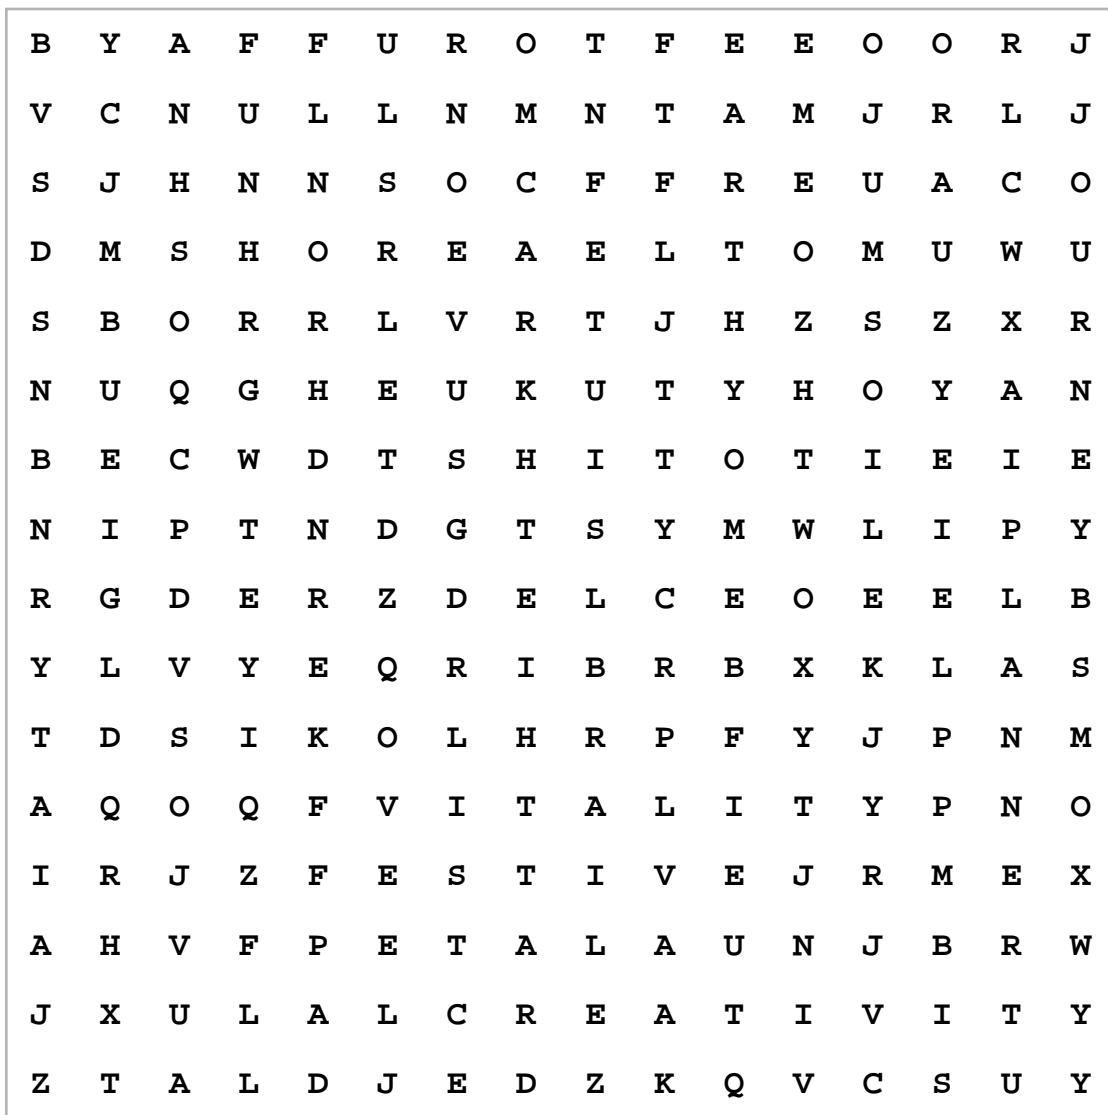 B Y A F F U R O T F E E O O R J
V C N U L L N M N T A M J R L J
S J H N N S O C F F R E U A C O
D M S H O R E A E L T O M U W U
S B O R R L V R T J H Z S Z X R
N U Q G H E U K U T Y H O Y A N
B E C W D T S H I T O T I E I E
N I P T N D G T S Y M W L I P Y
R G D E R Z D E L C E O E E L B
Y L V Y E Q R I B R B X K L A S
T D S I K O L H R P F Y J P N M
A Q O Q F V I T A L I T Y P N O
I R J Z F E S T I V E J R M E X
A H V F P E T A L A U N J B R W
J X U L A L C R E A T I V I T Y
Z T A L D J E D Z K Q V C S U Y